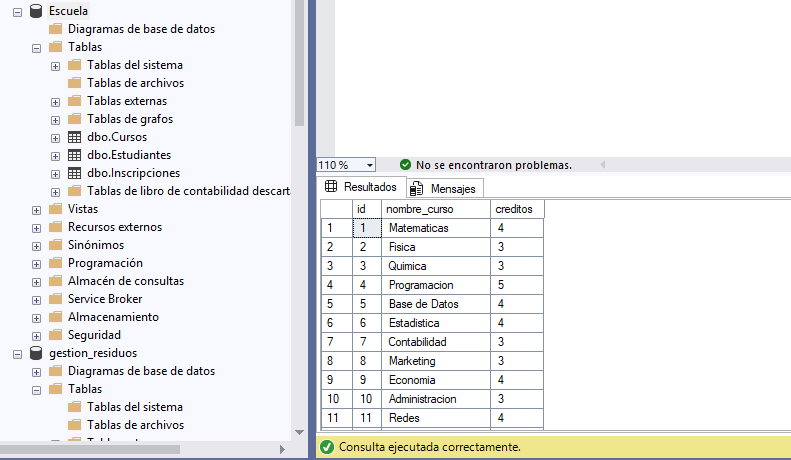 Escuela
Diagramas de base de datos
Tablas
Tablas del sistema
Tablas de archivos
Tablas externas
Tablas de grafos
dbo.Cursos
dbo.Estudiantes
dbo.Inscripciones
Tablas de libro de contabilidad descart
Vistas
Recursos externos
Sinónimos
Programación
Almacén de consultas
Service Broker
Almacenamiento
Seguridad
gestion_residuos
Diagramas de base de datos
Tablas
Tablas del sistema
Tablas de archivos
110 % No se encontraron problemas.
Resultados Mensajes
id nombre_curso creditos
1 1 Matematicas 4
2 2 Fisica 3
3 3 Quimica 3
4 4 Programacion 5
5 5 Base de Datos 4
6 6 Estadistica 4
7 7 Contabilidad 3
8 8 Marketing 3
9 9 Economia 4
10 10 Administracion 3
11 11 Redes 4
Consulta ejecutada correctamente.